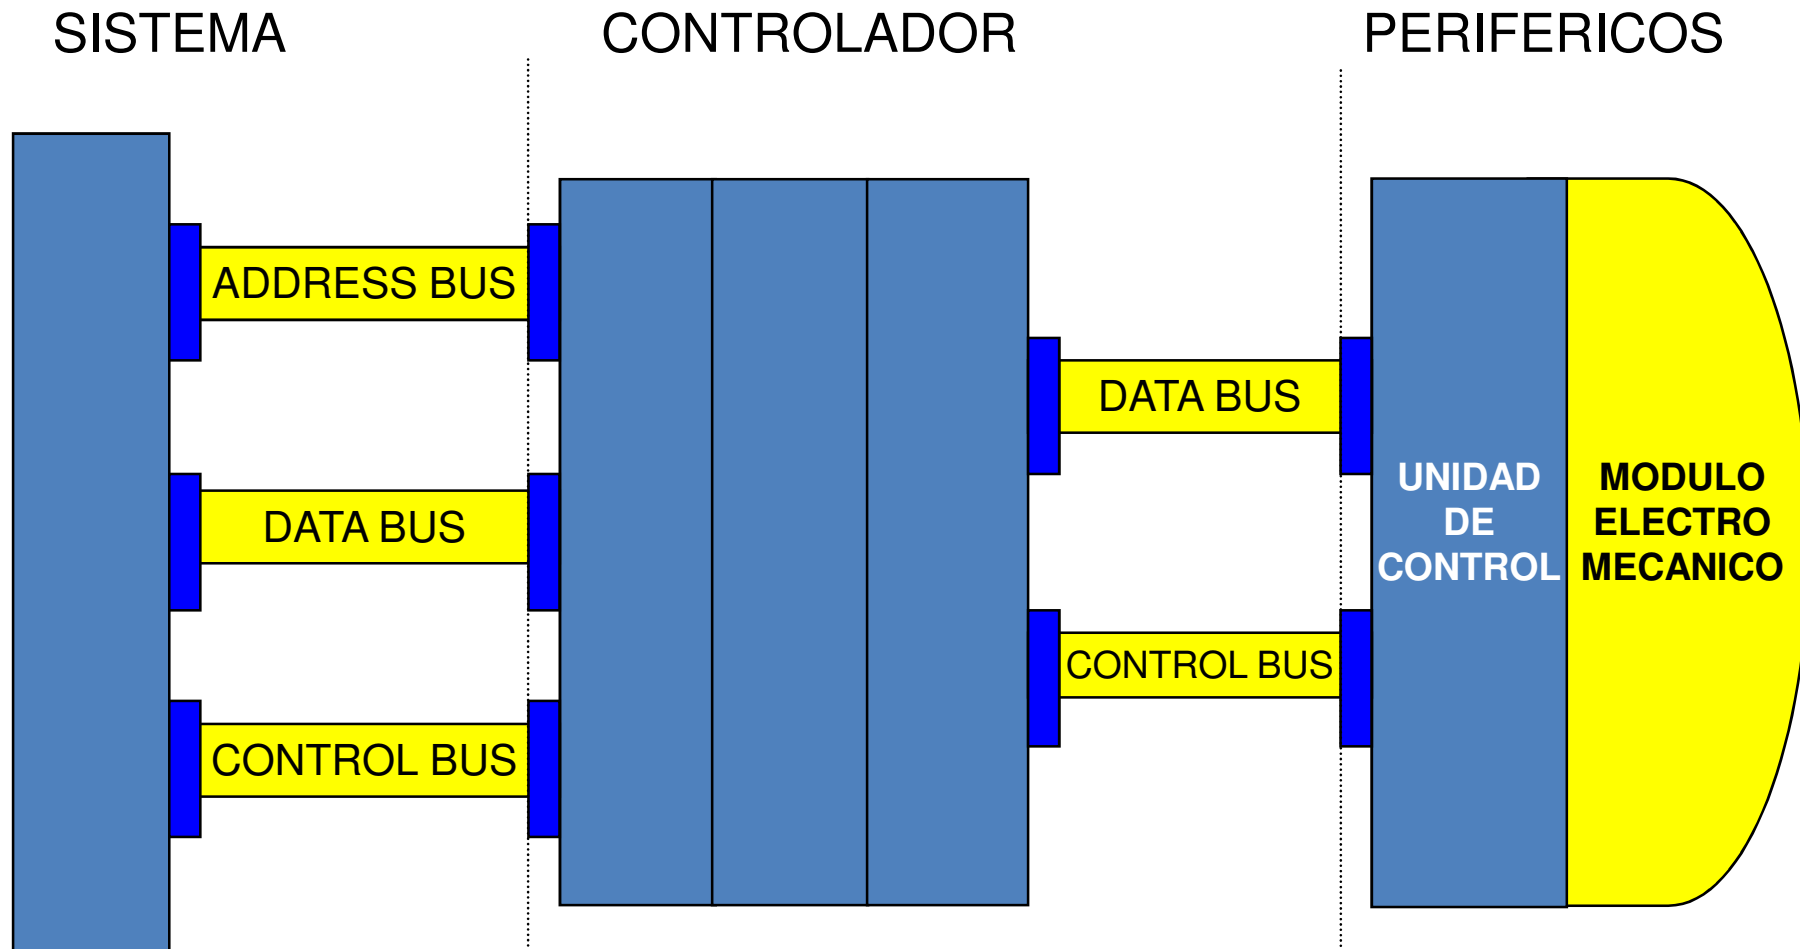 SISTEMA
CONTROLADOR
PERIFERICOS
ADDRESS BUS
DATA BUS
CONTROL BUS
DATA BUS
CONTROL BUS
UNIDAD
DE
CONTROL
MODULO
ELECTRO
MECANICO